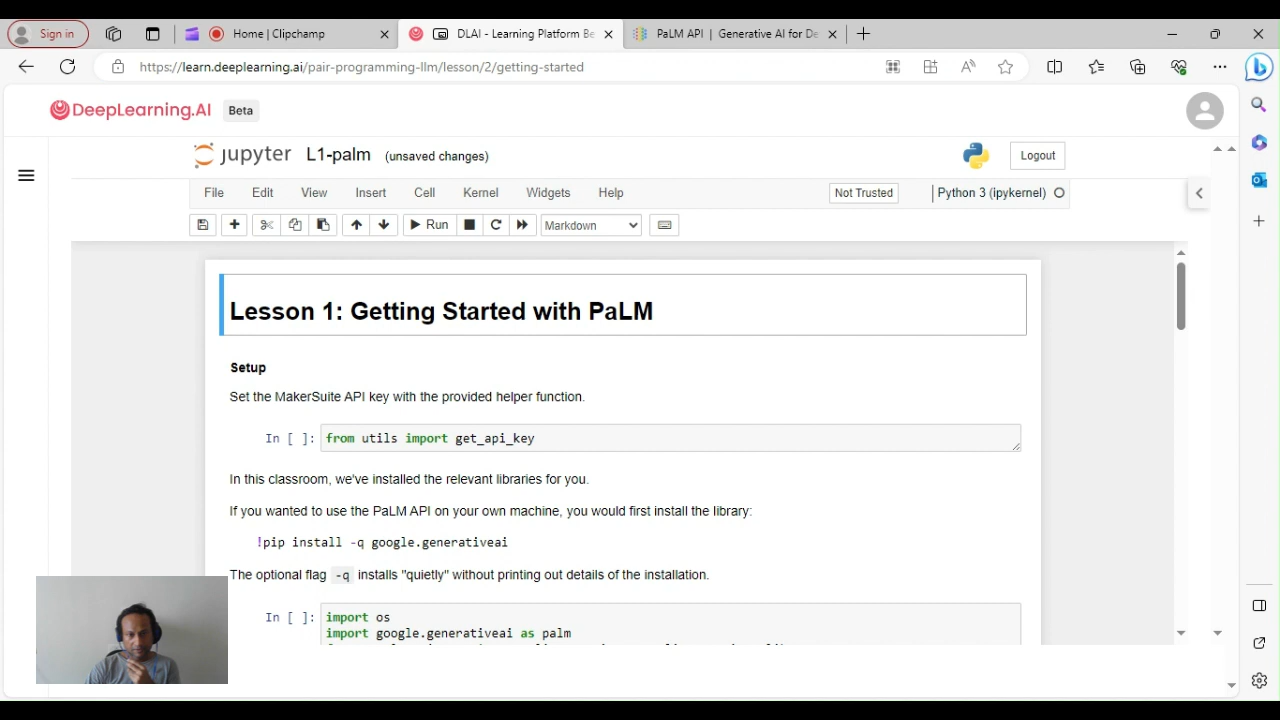 Sign in
Home | Clipchamp
DLAI - Learning Platform Be
PaLM API | Generative AI for De
https://learn.deeplearning.ai/pair-programming-llm/lesson/2/getting-started
DeepLearning.AI Beta
jupyter L1-palm (unsaved changes)
Logout
File Edit View Insert Cell Kernel Widgets Help
Not Trusted
Python 3 (ipykernel)
Run
Markdown
Lesson 1: Getting Started with PaLM
Setup
Set the MakerSuite API key with the provided helper function.
In [ ]: from utils import get_api_key
In this classroom, we've installed the relevant libraries for you.
If you wanted to use the PaLM API on your own machine, you would first install the library:
!pip install -q google.generativeai
The optional flag -q installs "quietly" without printing out details of the installation.
In [ ]: import os
import google.generativeai as palm